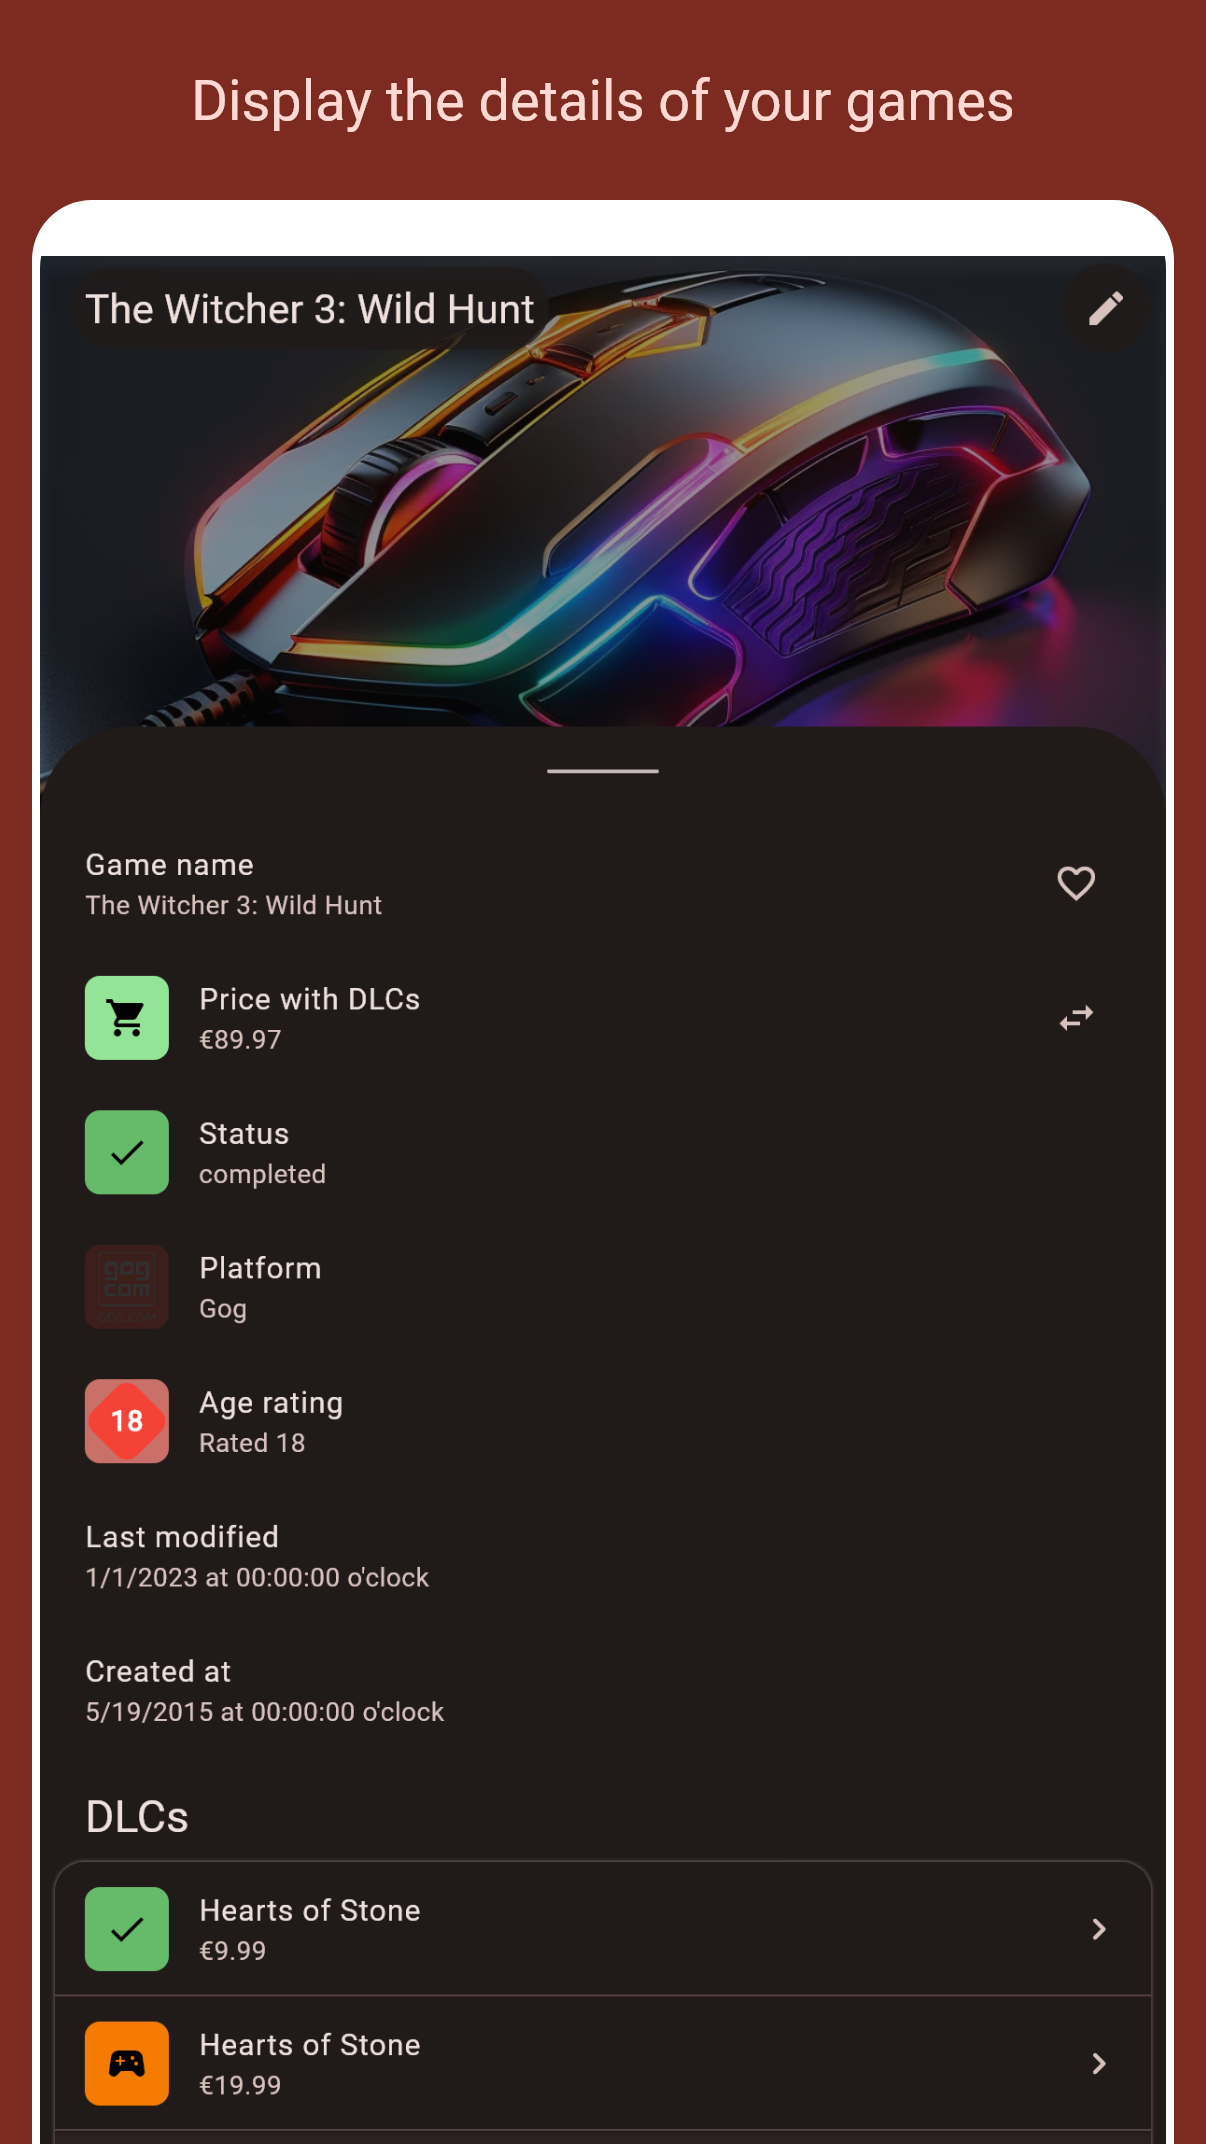 Display the details of your games
The Witcher 3: Wild Hunt
Game name
The Witcher 3: Wild Hunt
Price with DLCs
€89.97
Status
completed
gog
com
GOG.COM
Platform
Gog
18
Age rating
Rated 18
Last modified
1/1/2023 at 00:00:00 o'clock
Created at
5/19/2015 at 00:00:00 o'clock
DLCs
Hearts of Stone
€9.99
Hearts of Stone
€19.99